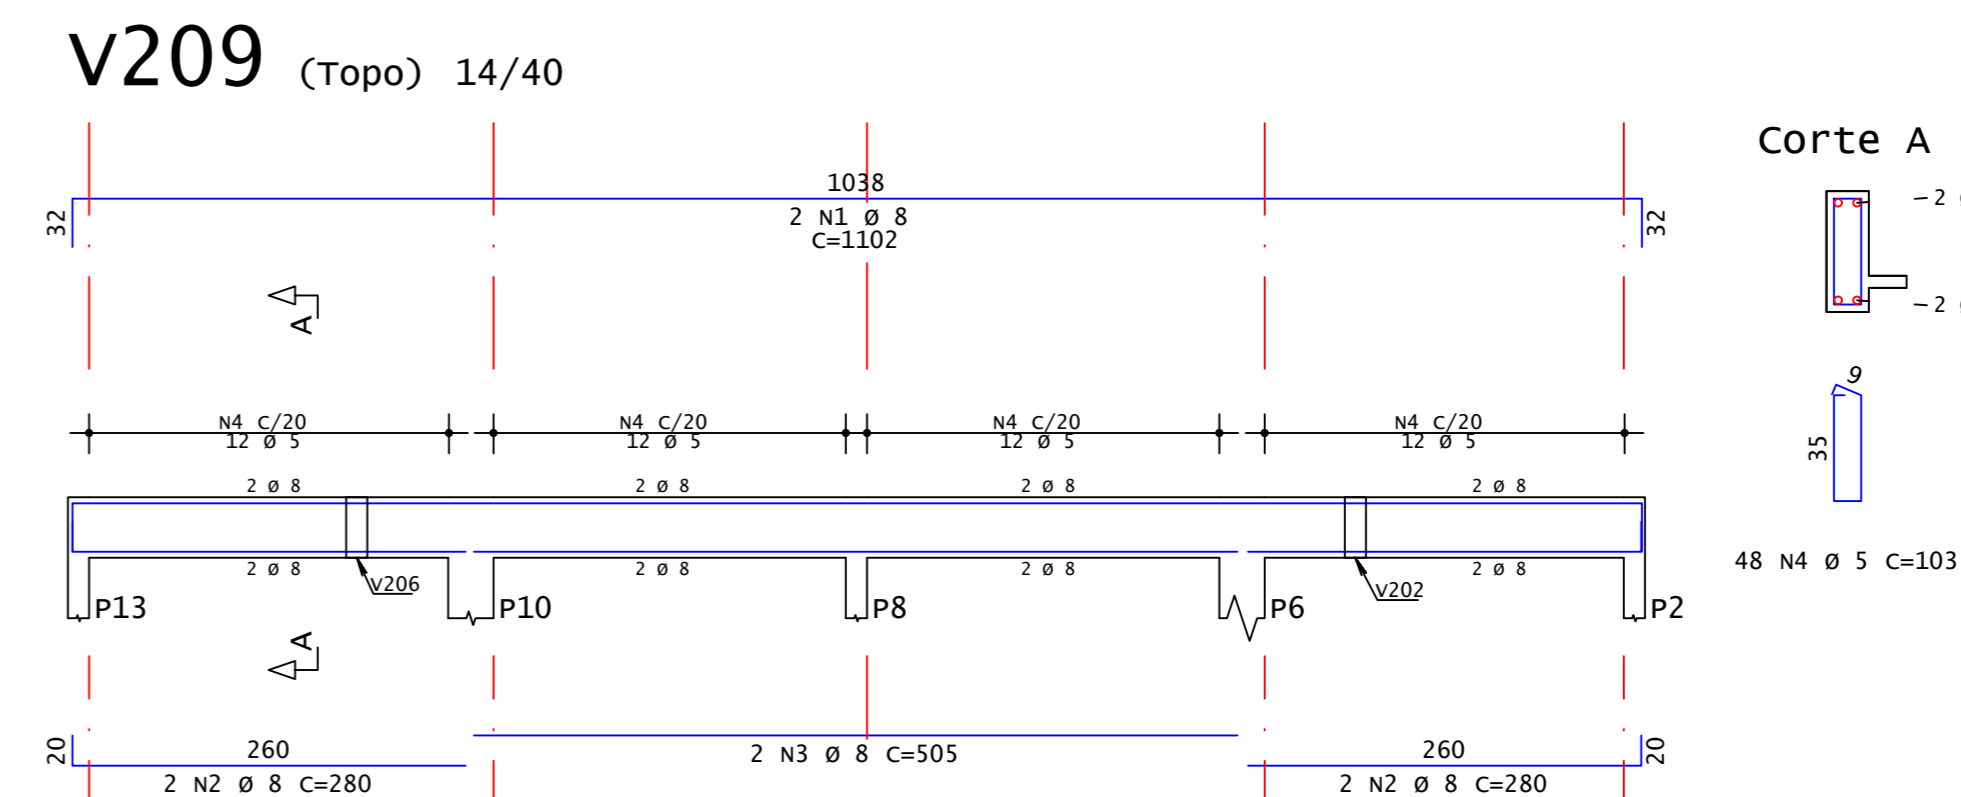 V209 (Topo) 14/40
Corte A
1038
32
2 N1 Ø 8
C=1102
32
2
2
A
9
35
N4 C/20
12 Ø 5
N4 C/20
12 Ø 5
N4 C/20
12 Ø 5
N4 C/20
12 Ø 5
2 Ø 8
2 Ø 8
2 Ø 8
2 Ø 8
2 Ø 8
2 Ø 8
2 Ø 8
2 Ø 8
V206
V202
48 N4 Ø 5 C=103
P13
P10
P8
P6
P2
A
20
260
2 N2 Ø 8 C=280
2 N3 Ø 8 C=505
260
2 N2 Ø 8 C=280
20